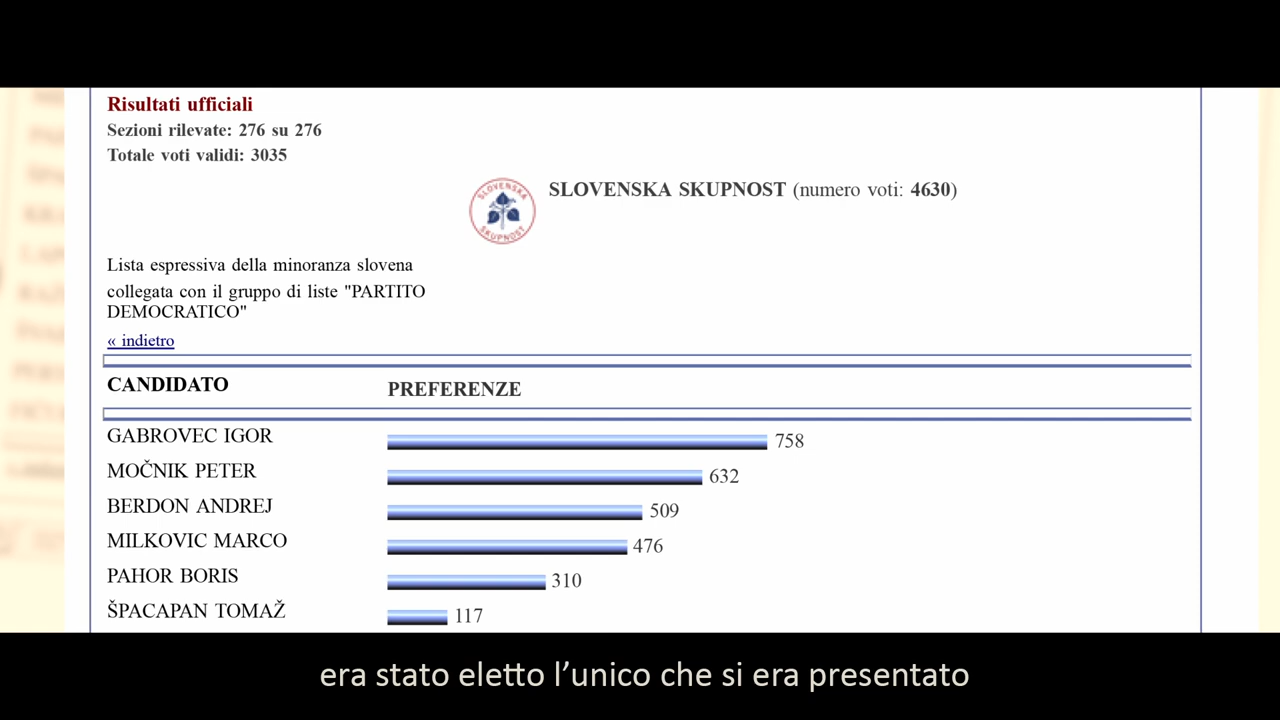 Risultati ufficiali
Sezioni rilevate: 276 su 276
Totale voti validi: 3035
SLOVENSKA
SKUPNOST
SLOVENSKA SKUPNOST (numero voti: 4630)
Lista espressiva della minoranza slovena
collegata con il gruppo di liste "PARTITO
DEMOCRATICO"
« indietro
CANDIDATO PREFERENZE
GABROVEC IGOR 758
MOČNIK PETER 632
BERDON ANDREJ 509
MILKOVIC MARCO 476
PAHOR BORIS 310
ŠPACAPAN TOMAŽ 117
era stato eletto l’unico che si era presentato